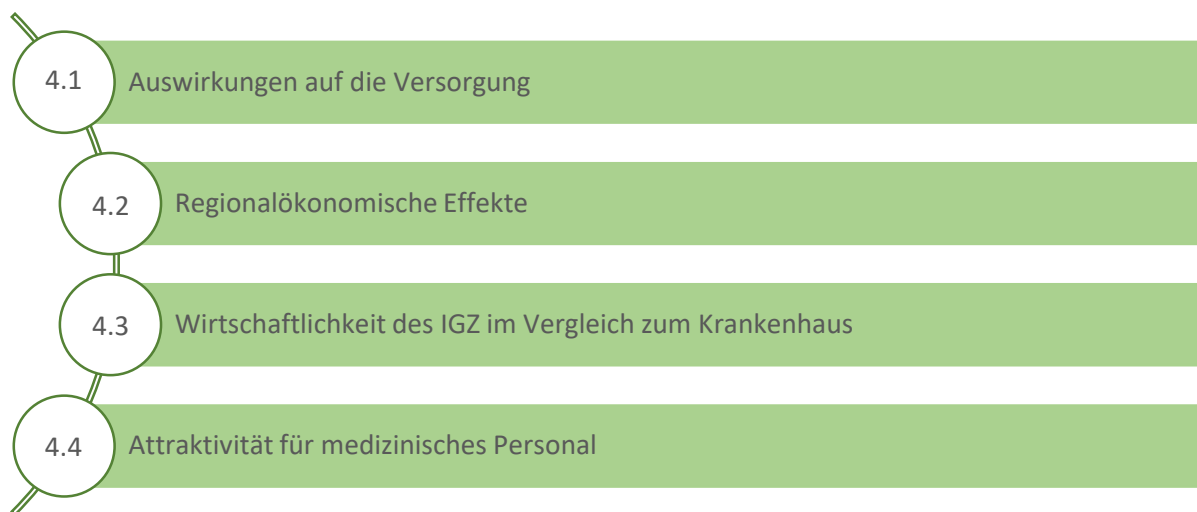 4.1 Auswirkungen auf die Versorgung
4.2 Regionalökonomische Effekte
4.3 Wirtschaftlichkeit des IGZ im Vergleich zum Krankenhaus
4.4 Attraktivität für medizinisches Personal